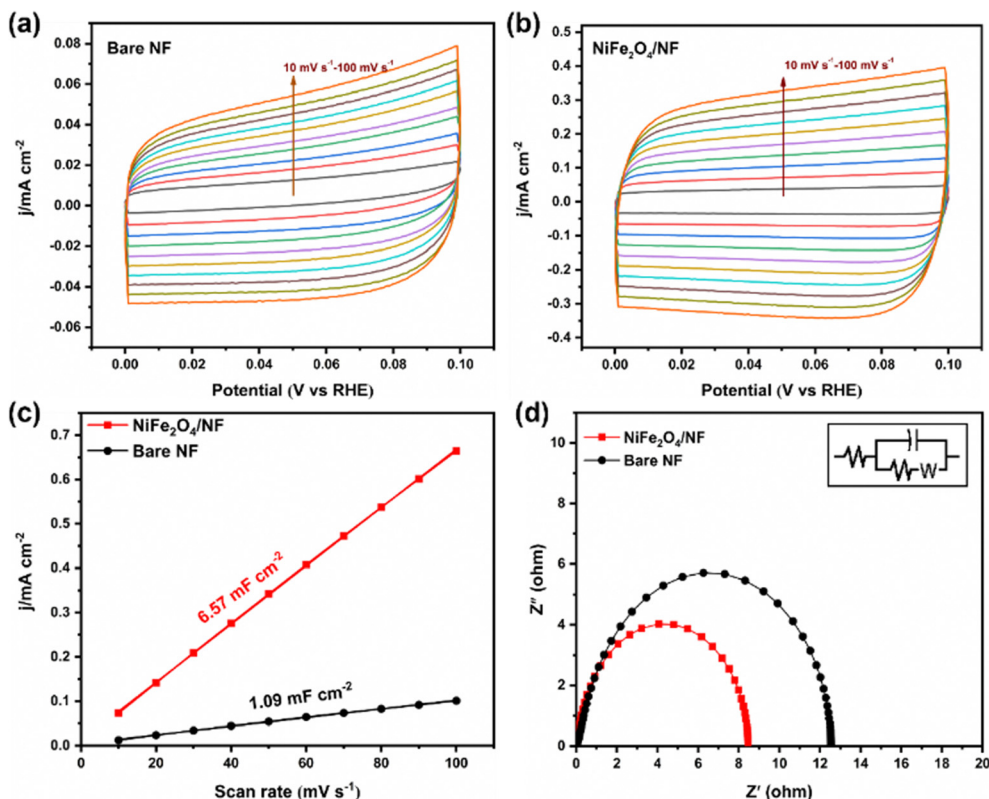 (a)
Bare NF
10 mV s⁻¹-100 mV s⁻¹
0.08
0.06
0.04
0.02
0.00
-0.02
-0.04
-0.06
j/mA cm⁻²
0.00 0.02 0.04 0.06 0.08 0.10
Potential (V vs RHE)
(b)
NiFe₂O₄/NF
10 mV s⁻¹-100 mV s⁻¹
0.5
0.4
0.3
0.2
0.1
0.0
-0.1
-0.2
-0.3
-0.4
j/mA cm⁻²
0.00 0.02 0.04 0.06 0.08 0.10
Potential (V vs RHE)
(c)
NiFe₂O₄/NF
Bare NF
0.7
0.6
0.5
0.4
0.3
0.2
0.1
0.0
j/mA cm⁻²
6.57 mF cm⁻²
1.09 mF cm⁻²
20 40 60 80 100
Scan rate (mV s⁻¹)
(d)
NiFe₂O₄/NF
Bare NF
W
10
8
6
4
2
0
Z″ (ohm)
0 2 4 6 8 10 12 14 16 18 20
Z′ (ohm)